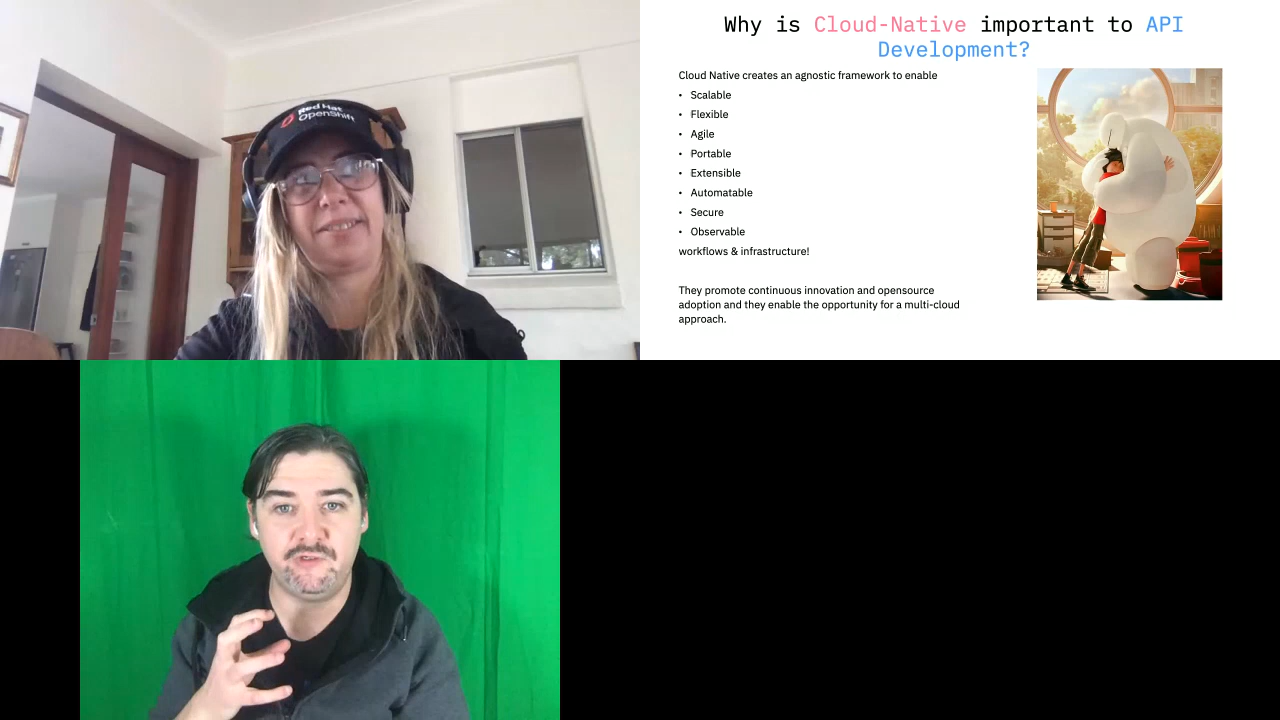 Red Hat
OpenShift
Why is Cloud-Native important to API
Development?
Cloud Native creates an agnostic framework to enable
• Scalable
• Flexible
• Agile
• Portable
• Extensible
• Automatable
• Secure
• Observable
workflows & infrastructure!
They promote continuous innovation and opensource
adoption and they enable the opportunity for a multi-cloud
approach.